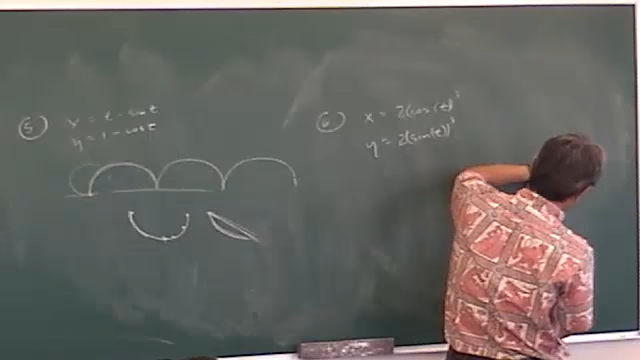 5 x = t - sin t
y = 1 - cos t
6 x = 2(cos(t))³
y = 2(sin(t))³